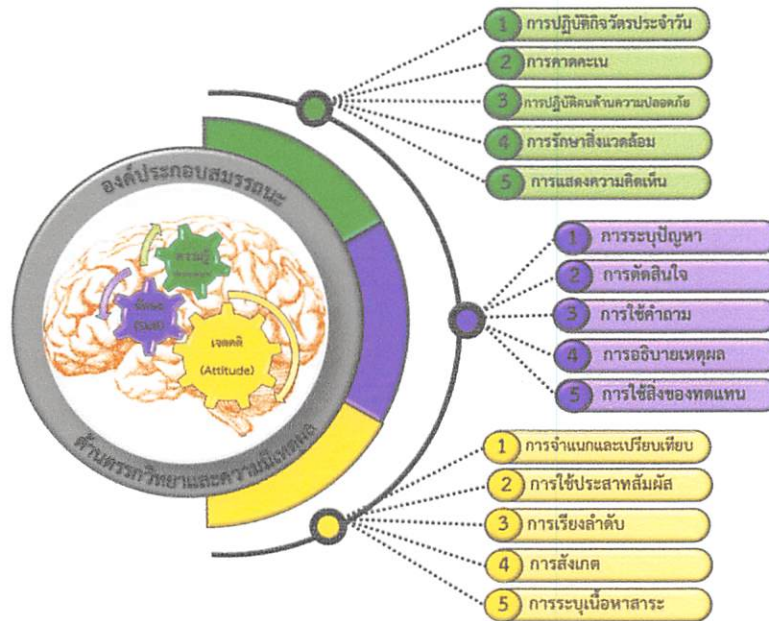 องค์ประกอบสมรรถนะ
ด้านตรรกวิทยาและความมีเหตุผล
ความรู้
ทักษะ
(Skill)
เจตคติ
(Attitude)
1 การปฏิบัติกิจวัตรประจำวัน
2 การคาดคะเน
3 การปฏิบัติตนด้านความปลอดภัย
4 การรักษาสิ่งแวดล้อม
5 การแสดงความคิดเห็น
1 การระบุปัญหา
2 การตัดสินใจ
3 การใช้คำถาม
4 การอธิบายเหตุผล
5 การใช้สิ่งของทดแทน
1 การจำแนกและเปรียบเทียบ
2 การใช้ประสาทสัมผัส
3 การเรียงลำดับ
4 การสังเกต
5 การระบุเนื้อหาสาระ